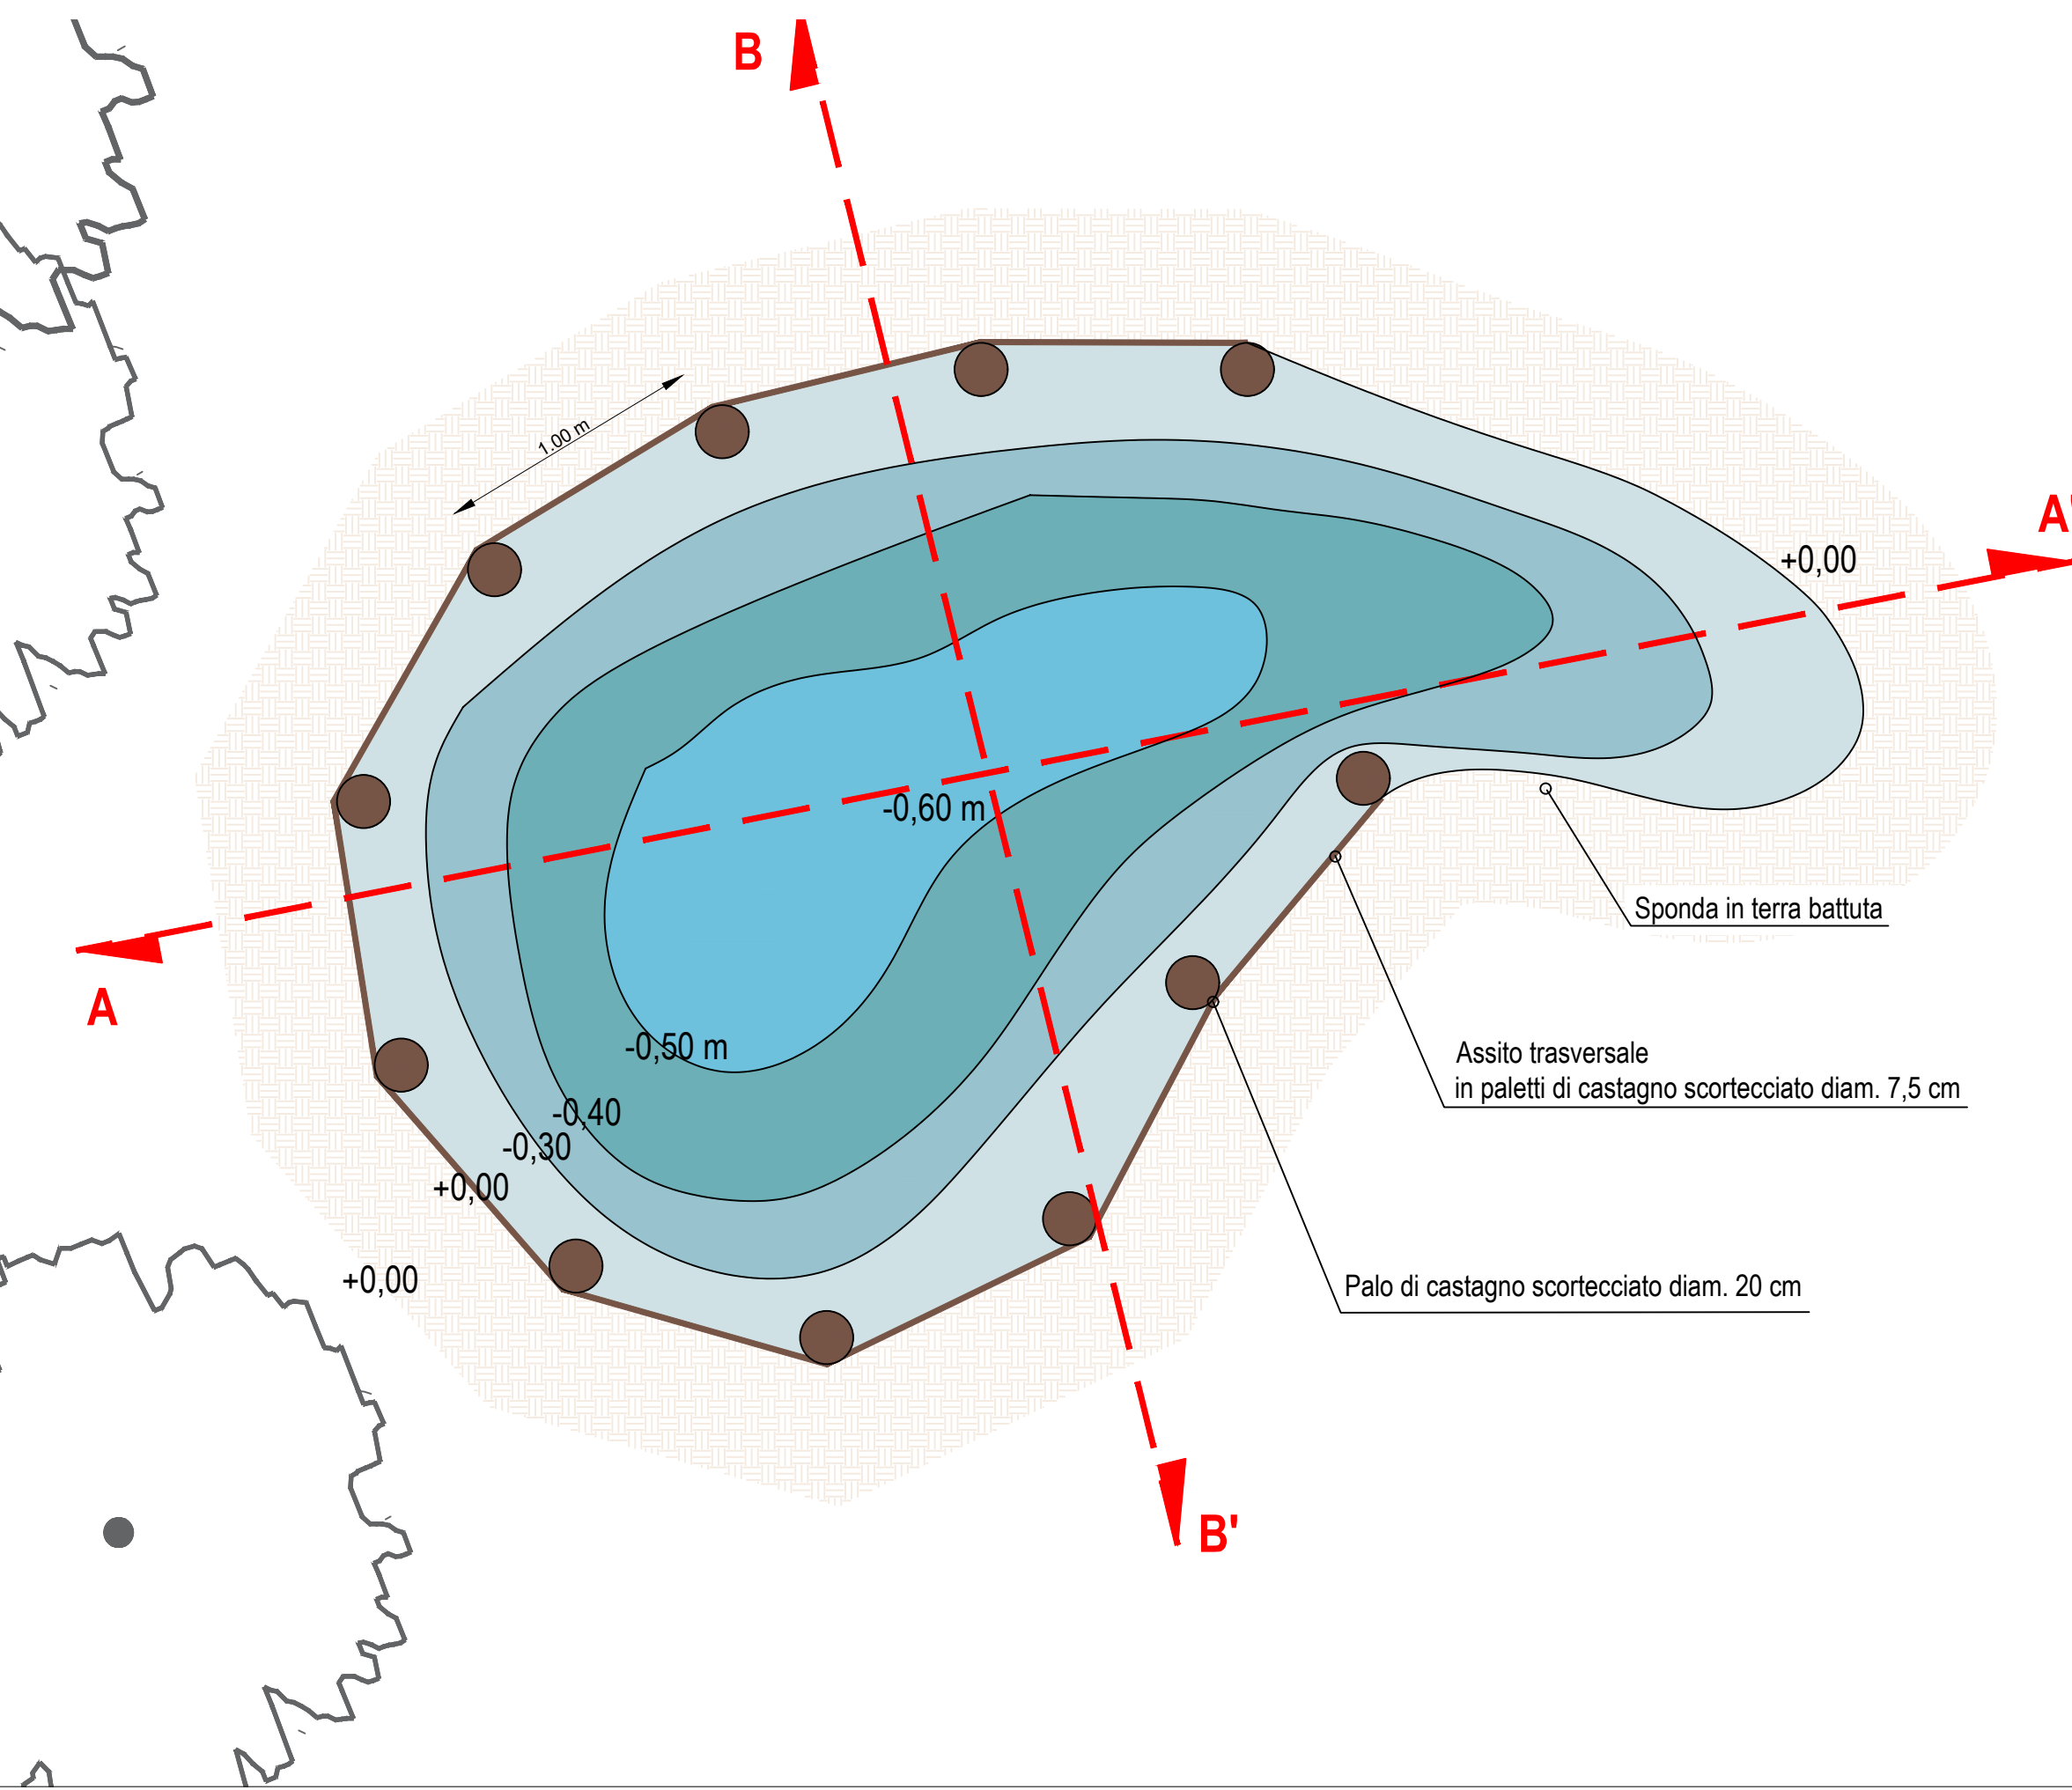 B
1.00 m
A'
+0,00
-0,60 m
Sponda in terra battuta
A
-0,50 m
Assito trasversale
in paletti di castagno scortecciato diam. 7,5 cm
-0,40
-0,30
+0,00
+0,00
Palo di castagno scortecciato diam. 20 cm
B'